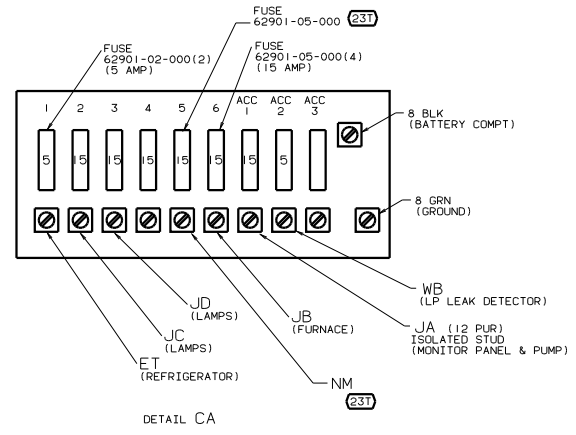 FUSE
62901-05-000 23T
FUSE
62901-02-000(2)
(5 AMP)
FUSE
62901-05-000(4)
(15 AMP)
1 2 3 4 5 6 ACC 1 ACC 2 ACC 3
8 BLK
(BATTERY COMPT)
5 15 15 15 15 15 5
8 GRN
(GROUND)
WB
(LP LEAK DETECTOR)
JD
(LAMPS)
JB
(FURNACE)
JA (12 PUR)
ISOLATED STUD
(MONITOR PANEL & PUMP)
JC
(LAMPS)
ET
(REFRIGERATOR)
NM
23T
DETAIL CA